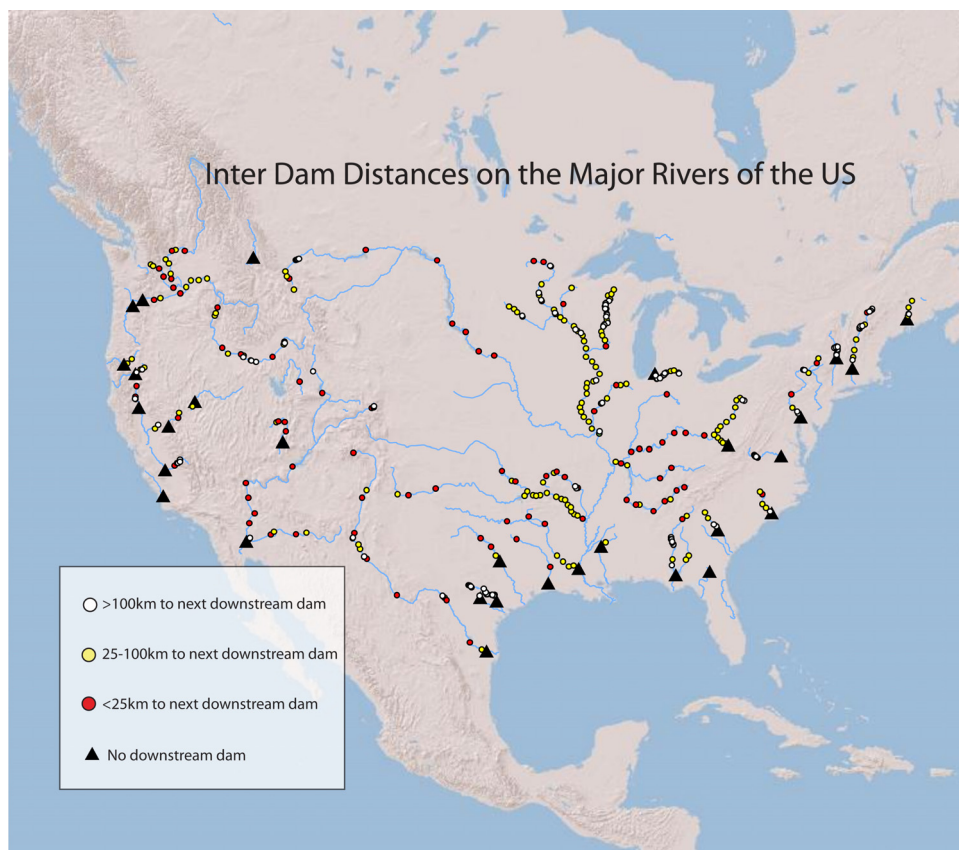 Inter Dam Distances on the Major Rivers of the US
>100km to next downstream dam
25-100km to next downstream dam
<25km to next downstream dam
No downstream dam